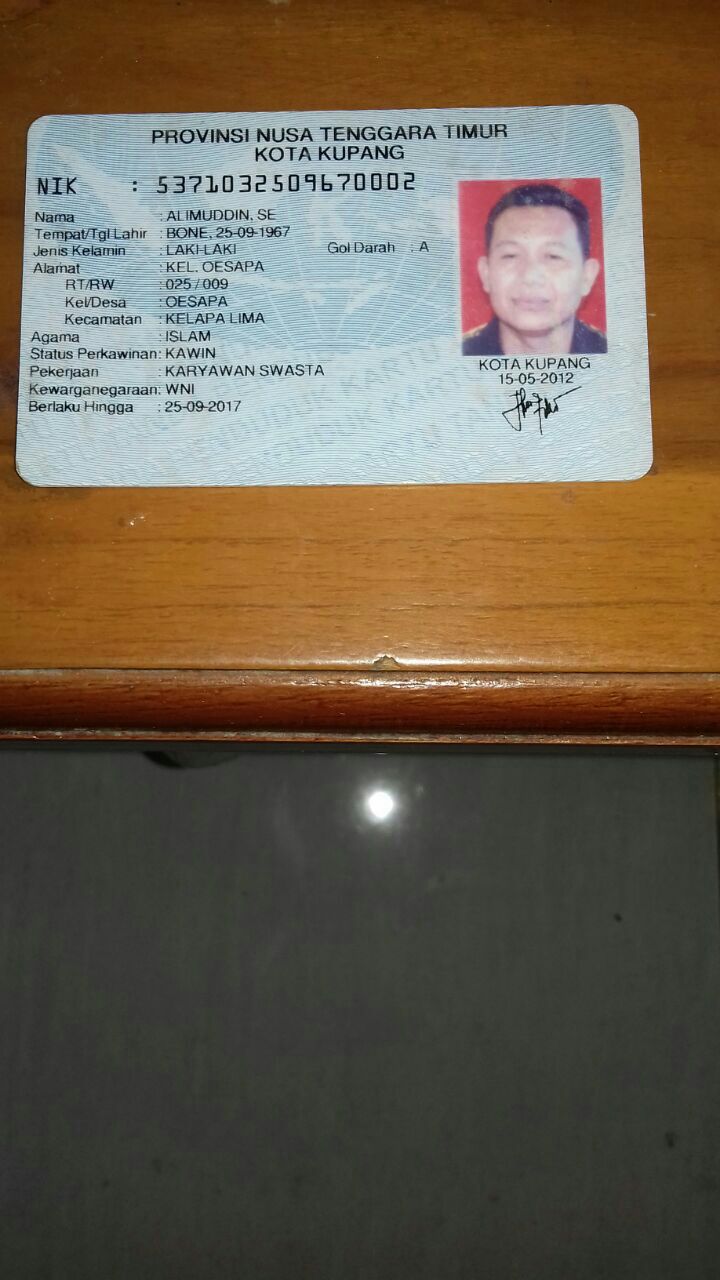 PROVINSI NUSA TENGGARA TIMUR
KOTA KUPANG
NIK : 5371032509670002
Nama : ALIMUDDIN, SE
Tempat/Tgl Lahir : BONE, 25-09-1967
Jenis Kelamin : LAKI-LAKI Gol Darah : A
Alamat : KEL. OESAPA
RT/RW : 025 / 009
Kel/Desa : OESAPA
Kecamatan : KELAPA LIMA
Agama : ISLAM
Status Perkawinan : KAWIN
Pekerjaan : KARYAWAN SWASTA
Kewarganegaraan : WNI
Berlaku Hingga : 25-09-2017
KOTA KUPANG
15-05-2012